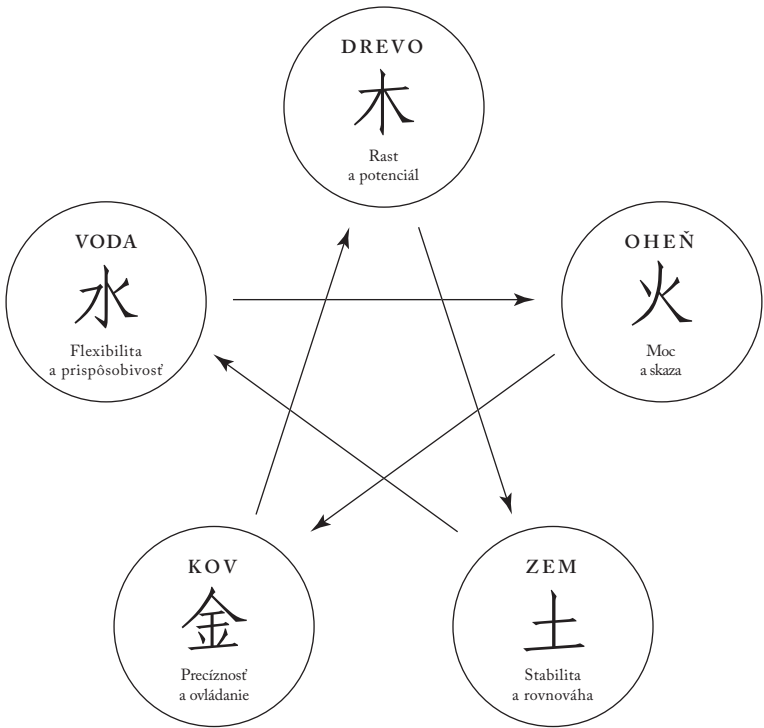 DREVO
木
Rast
a potenciál
VODA
水
Flexibilita
a prispôsobivosť
OHEŇ
火
Moc
a skaza
KOV
金
Precíznosť
a ovládanie
ZEM
土
Stabilita
a rovnováha